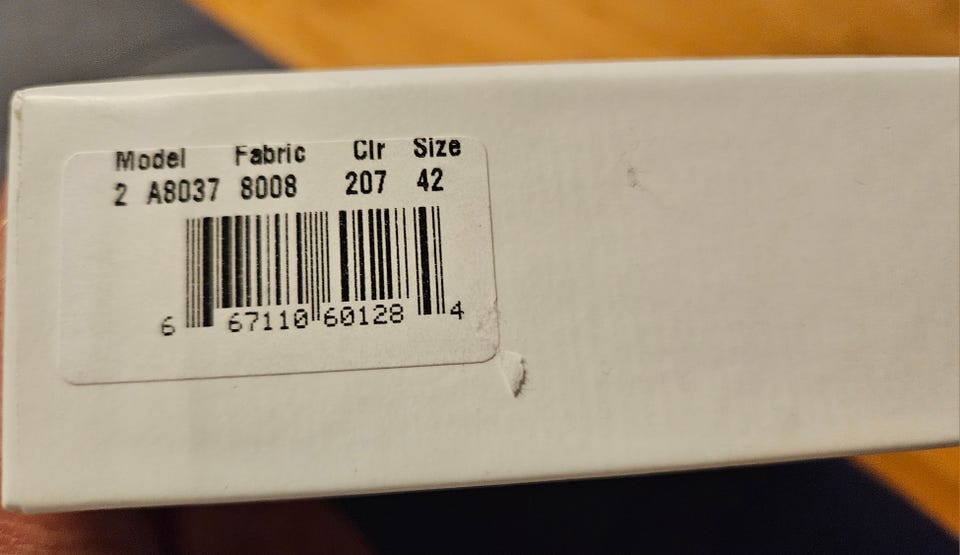 Model Fabric Clr Size
2 A8037 8008 207 42
6 67110 60128 4